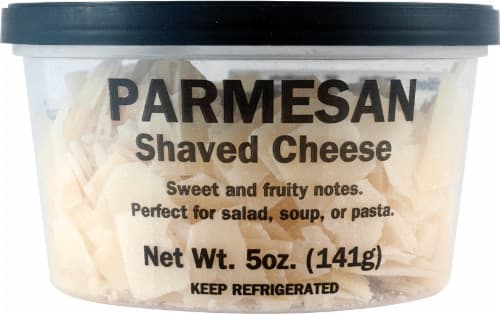 PARMESAN
Shaved Cheese
Sweet and fruity notes.
Perfect for salad, soup, or pasta.
Net Wt. 5oz. (141g)
KEEP REFRIGERATED